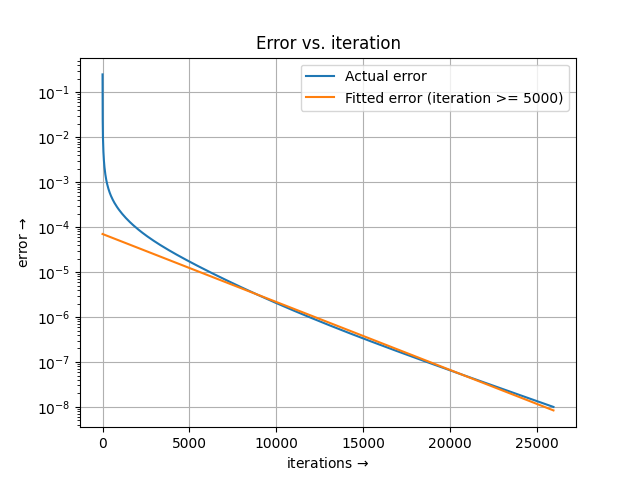 Error vs. iteration
Actual error
Fitted error (iteration >= 5000)
error →
10⁻¹
10⁻²
10⁻³
10⁻⁴
10⁻⁵
10⁻⁶
10⁻⁷
10⁻⁸
0 5000 10000 15000 20000 25000
iterations →